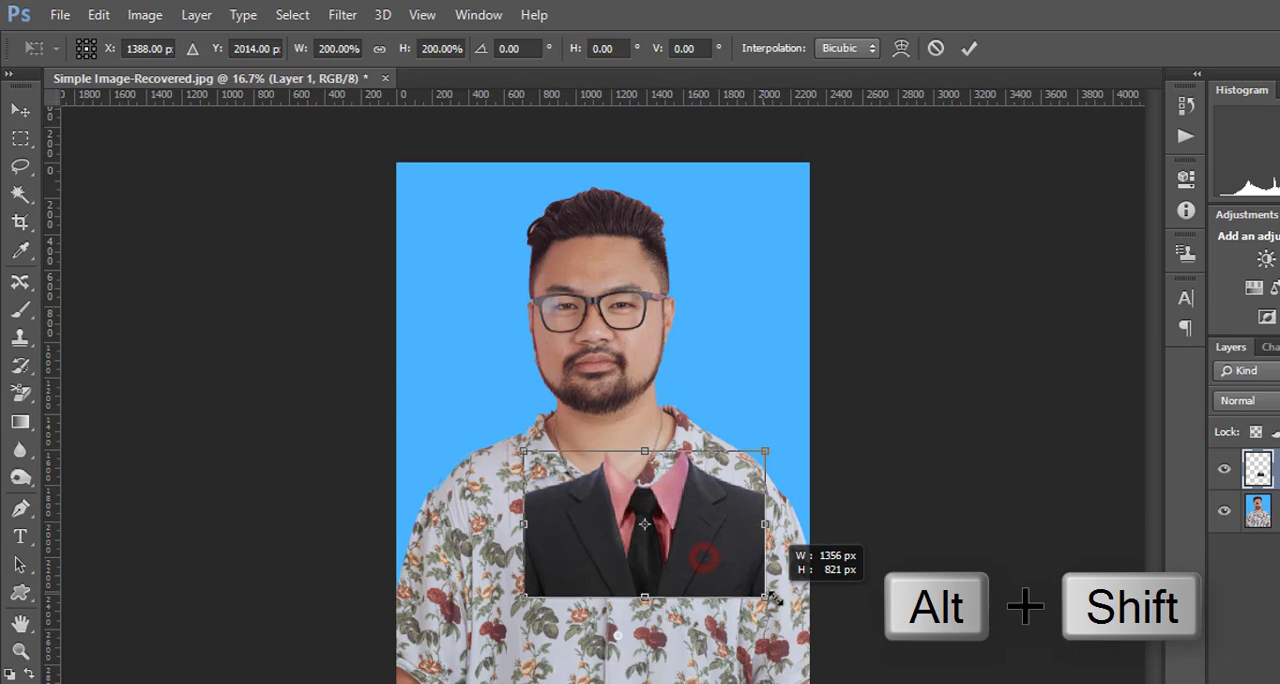 Ps File Edit Image Layer Type Select Filter 3D View Window Help
X: 1388.00 p: Y: 2014.00 p: W: 200.00% H: 200.00% 0.00 ° H: 0.00 ° V: 0.00 ° Interpolation: Bicubic
Simple Image-Recovered.jpg @ 16.7% (Layer 1, RGB/8) * ×
1800 1600 1400 1200 1000 800 600 400 200 0 200 400 600 800 1000 1200 1400 1600 1800 2000 2200 2400 2600 2800 3000 3200 3400 3600 3800 4000
Histogram
Adjustments
Add an adju
Layers Cha
Kind
Normal
Lock:
W: 1356 px
H: 821 px
Alt + Shift